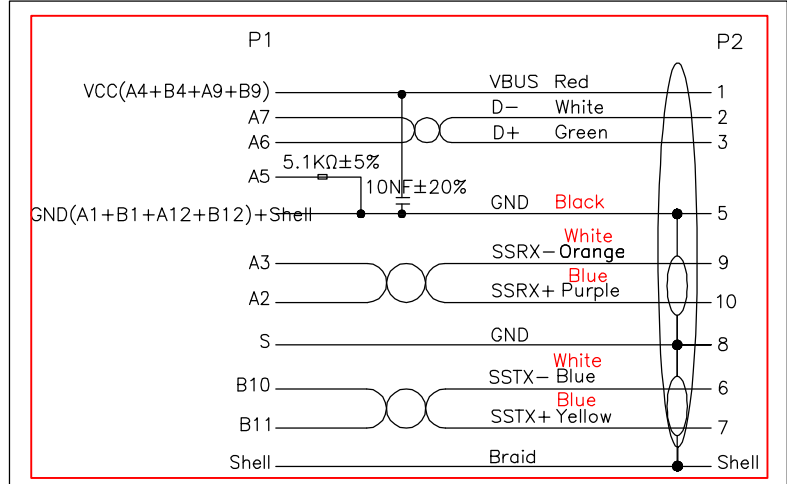 P1 P2
VCC(A4+B4+A9+B9) VBUS Red 1
A7 D- White 2
A6 D+ Green 3
5.1KΩ±5%
A5 10NF±20%
GND(A1+B1+A12+B12)+Shell GND Black 5
White
A3 SSRX- Orange 9
Blue
A2 SSRX+ Purple 10
S GND 8
White
B10 SSTX- Blue 6
Blue
B11 SSTX+ Yellow 7
Shell Braid Shell